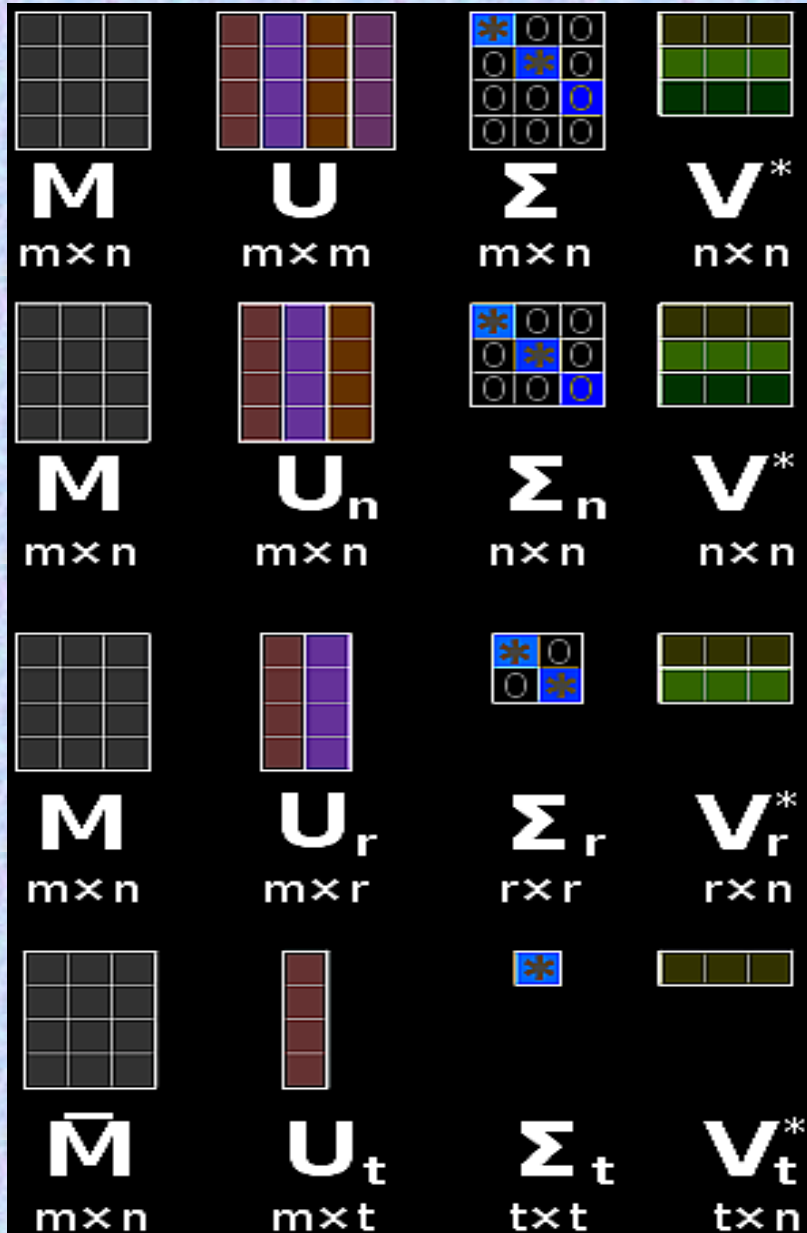 * O O
O * O
O O O
O O O
M U Σ V*
m×n m×m m×n n×n
* O O
O * O
O O O
M Uₙ Σₙ V*
m×n m×n n×n n×n
* O
O *
M Uᵣ Σᵣ Vᵣ*
m×n m×r r×r r×n
*
M̅ Uₜ Σₜ Vₜ*
m×n m×t t×t t×n